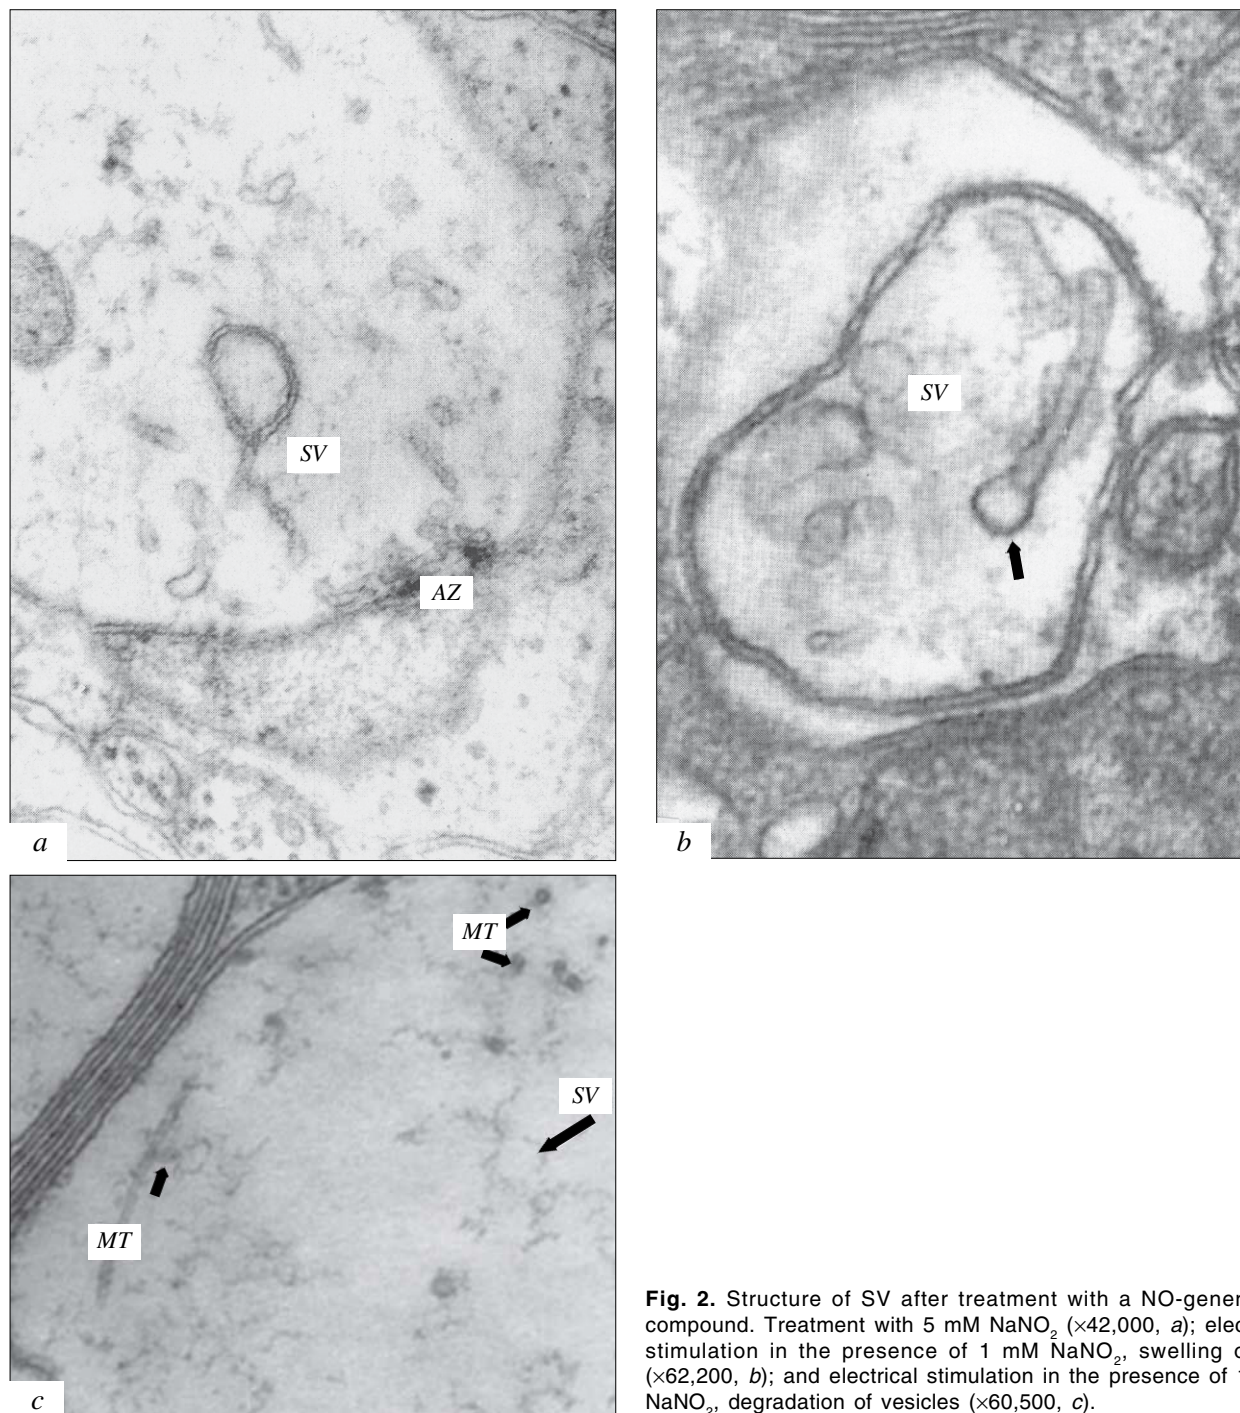 SV
AZ
a
SV
b
MT
SV
MT
c
Fig. 2. Structure of SV after treatment with a NO-gener
compound. Treatment with 5 mM NaNO₂ (×42,000, a); elec
stimulation in the presence of 1 mM NaNO₂, swelling o
(×62,200, b); and electrical stimulation in the presence of
NaNO₂, degradation of vesicles (×60,500, c).